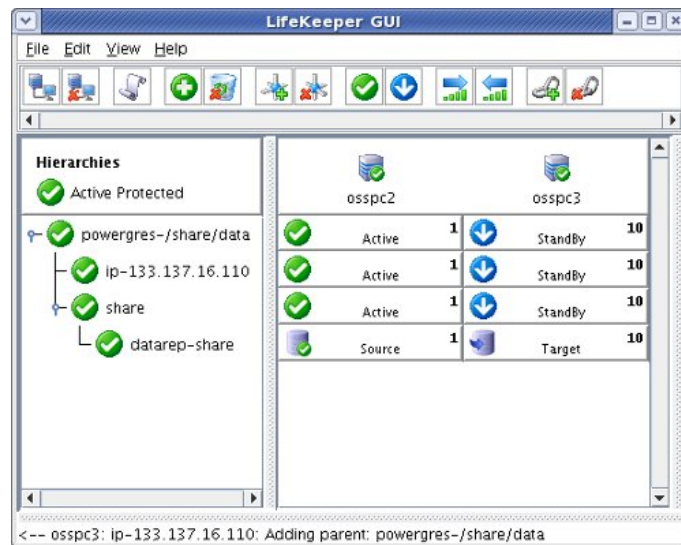 LifeKeeper GUI
File Edit View Help
Hierarchies
Active Protected
osspc2 osspc3
powergres-/share/data Active 1 StandBy 10
ip-133.137.16.110 Active 1 StandBy 10
share Active 1 StandBy 10
datarep-share Source 1 Target 10
<-- osspc3: ip-133.137.16.110: Adding parent: powergres-/share/data